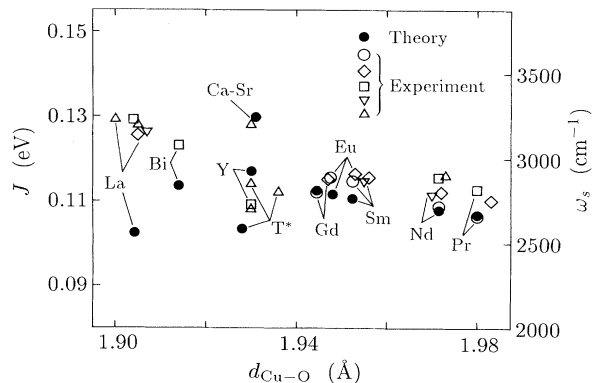 0.15
0.13
0.11
0.09
J (eV)
3500
3000
2500
2000
ωs (cm⁻¹)
Theory
Experiment
Ca-Sr
Eu
Y
Bi
La
T*
Gd
Sm
Nd
Pr
1.90
1.94
1.98
dCu−O (Å)